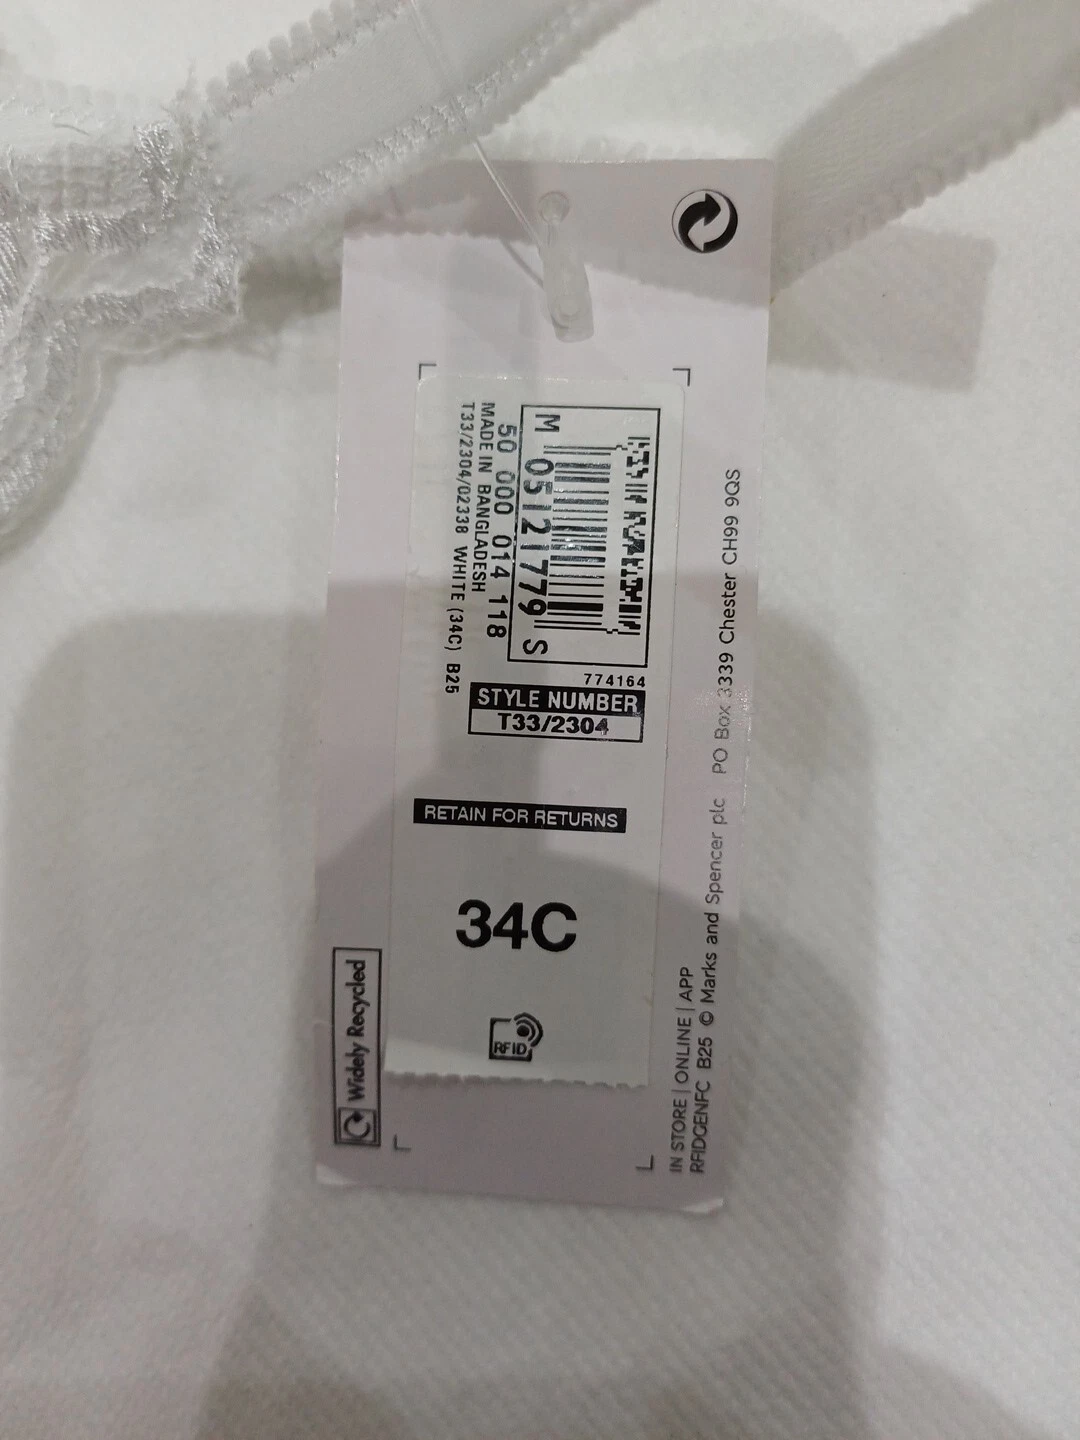 M 05121779 S
50 000 014 118
MADE IN BANGLADESH
T33/2304/02338 WHITE (34C) B25
774164
STYLE NUMBER
T33/2304
RETAIN FOR RETURNS
34C
RFID
Widely Recycled
IN STORE | ONLINE | APP
RFIDGENFC B25 © Marks and Spencer plc PO Box 3339 Chester CH99 9QS